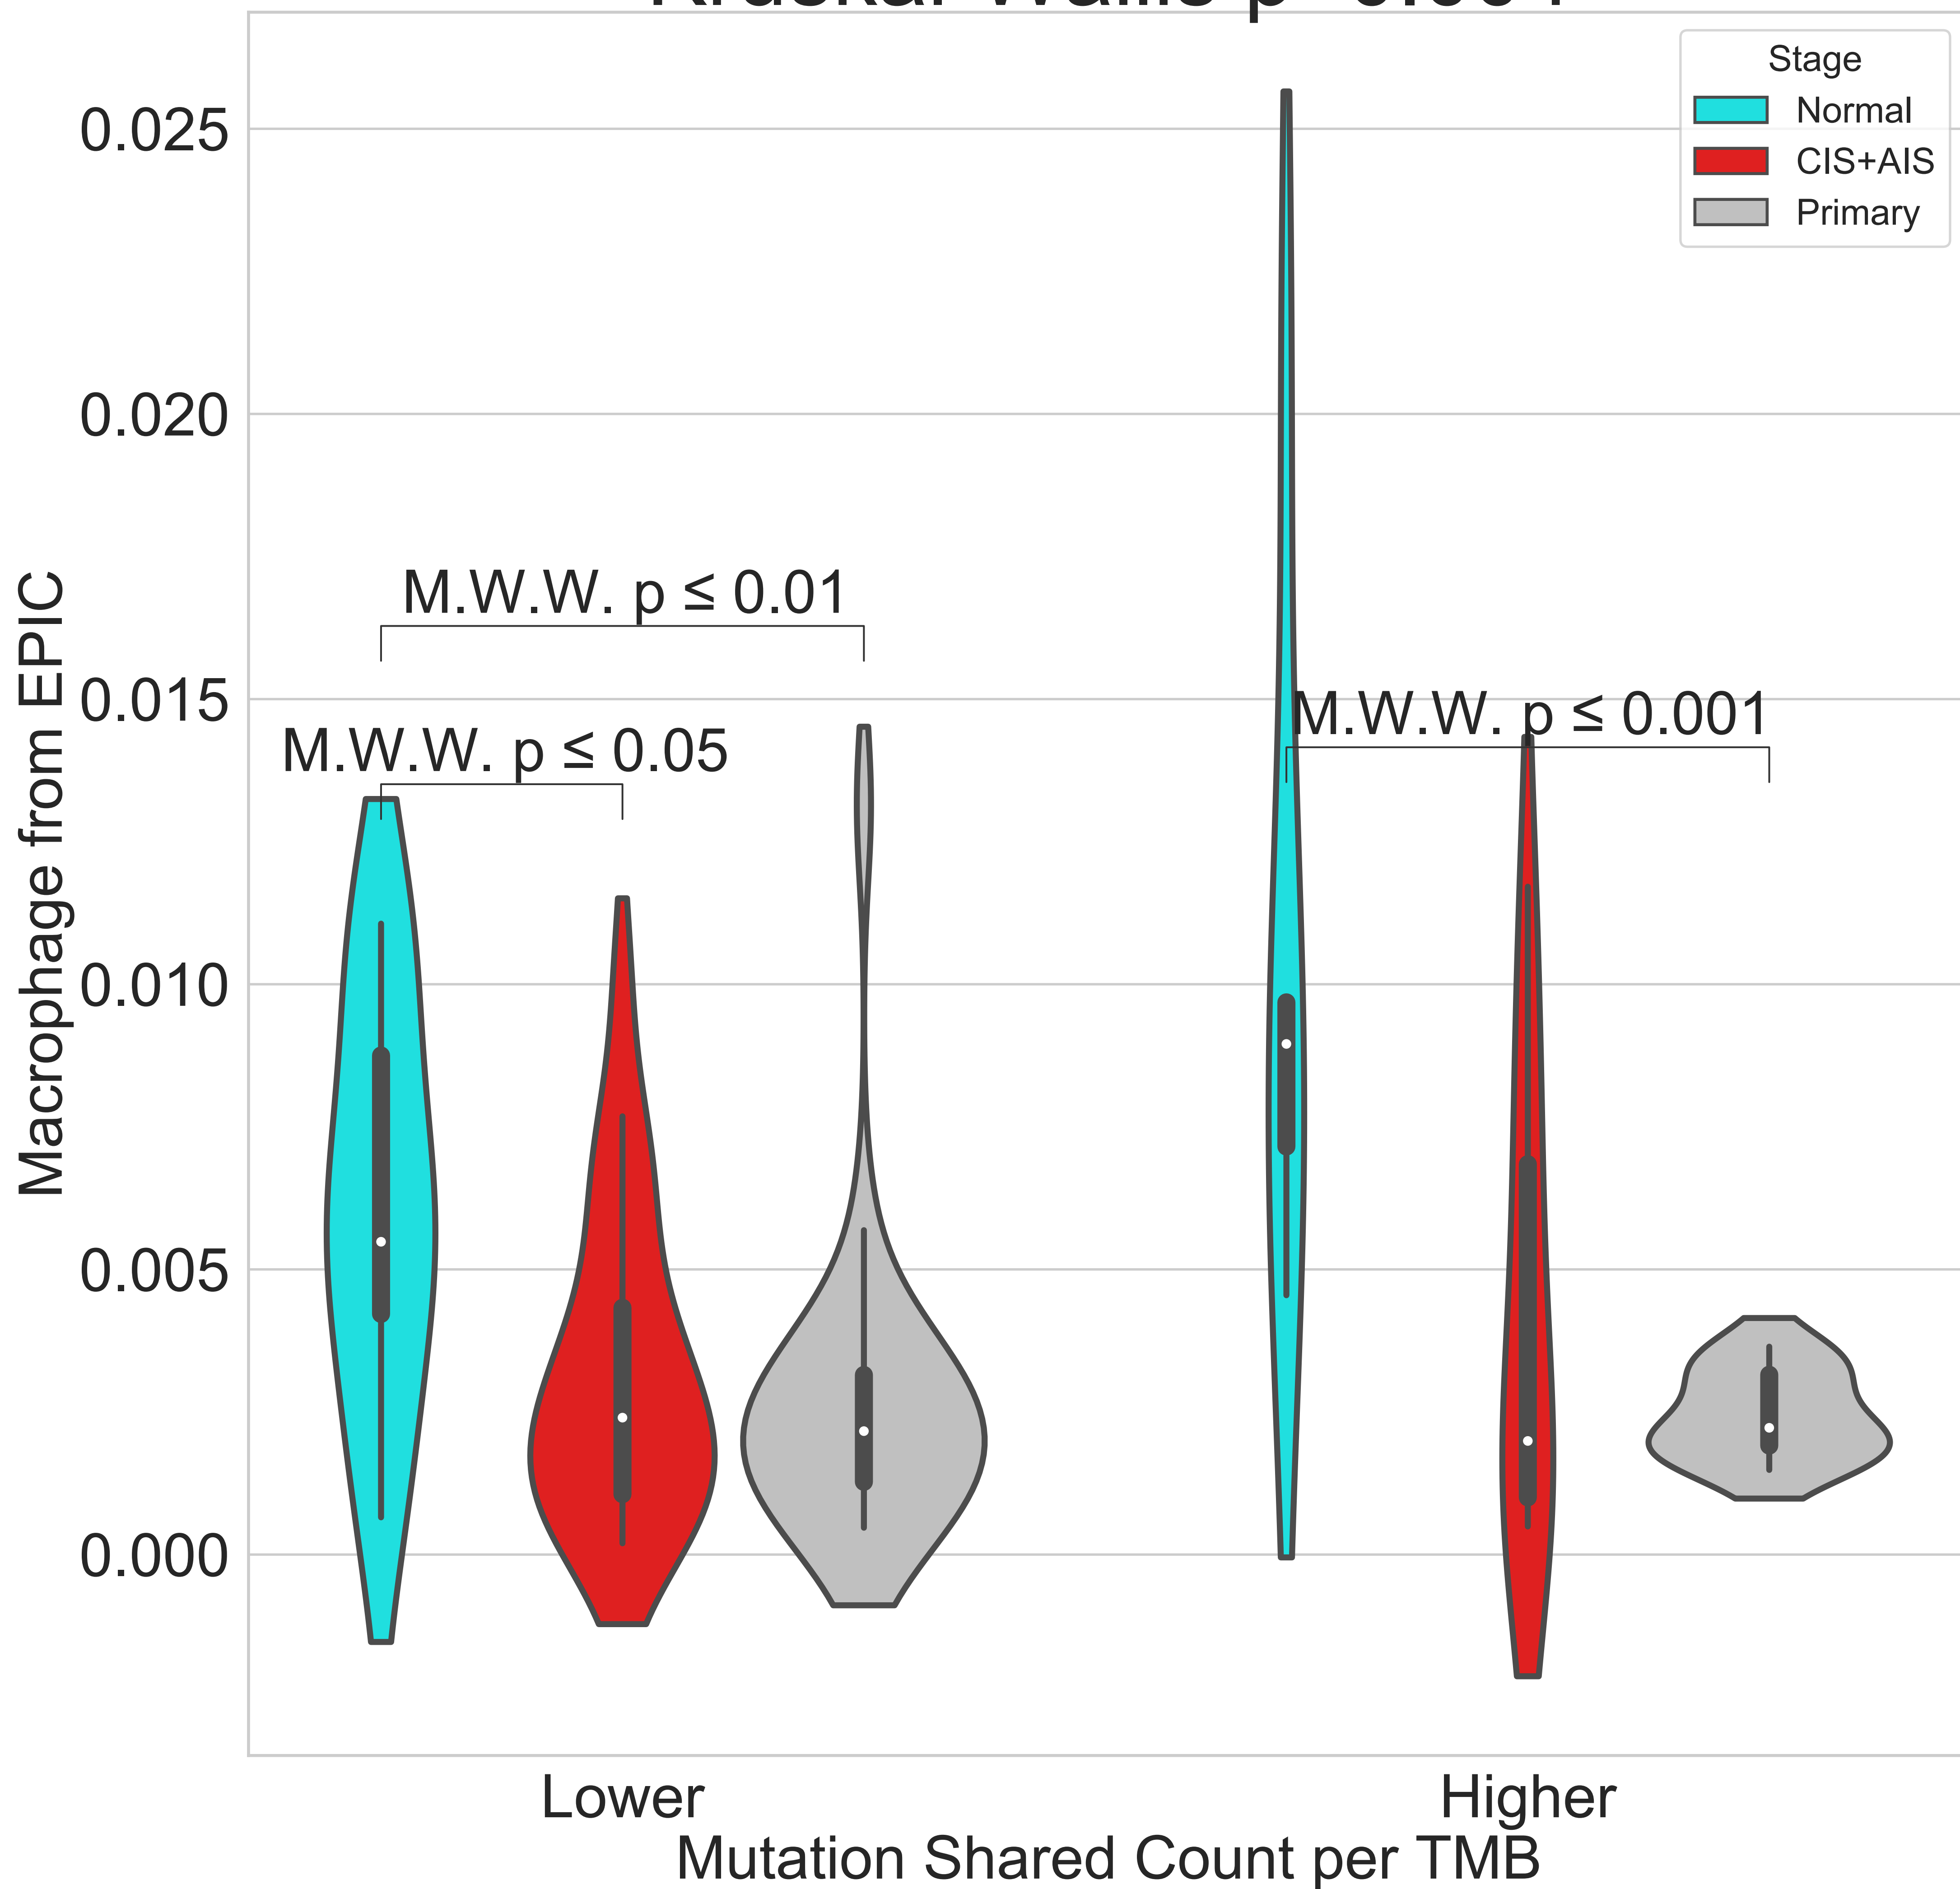 Stage
Normal
CIS+AIS
Primary
0.025
0.020
0.015
0.010
0.005
0.000
Macrophage from EPIC
M.W.W. p ≤ 0.01
M.W.W. p ≤ 0.05
M.W.W. p ≤ 0.001
Lower
Higher
Mutation Shared Count per TMB